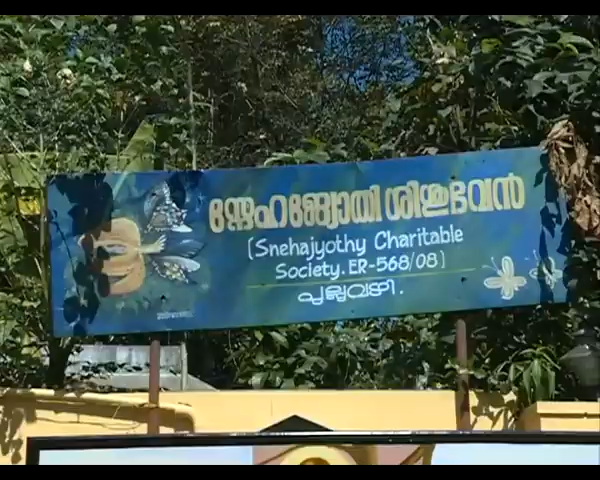 സ്നേഹജ്യോതി ശിശുഭവൻ
(Snehajyothy Charitable
Society. ER-568/08)
പുല്ലുവഴി.